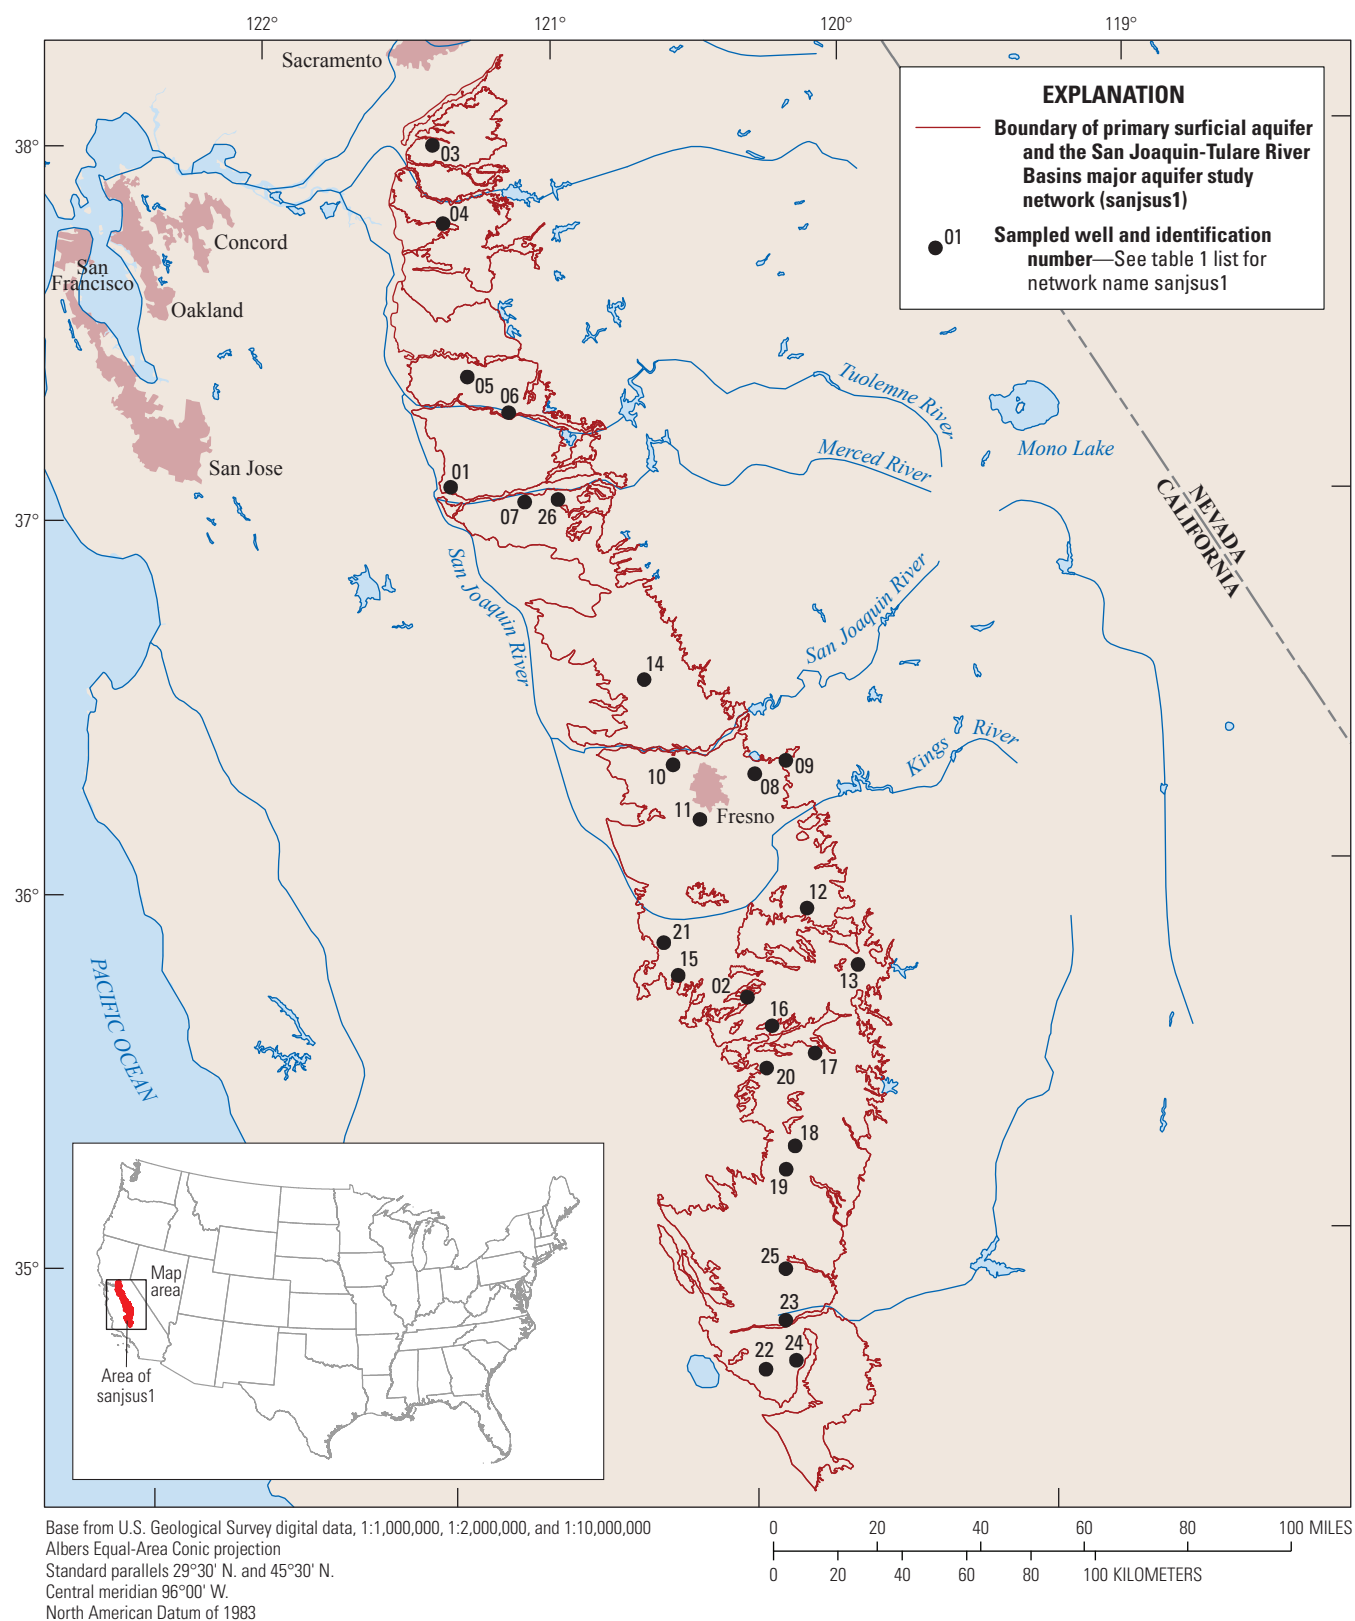 122°
121°
120°
119°
Sacramento
EXPLANATION
Boundary of primary surficial aquifer
and the San Joaquin-Tulare River
Basins major aquifer study
network (sanjsus1)
01
Sampled well and identification
number—See table 1 list for
network name sanjsus1
38°
03
04
Concord
San
Francisco
Oakland
05
06
Tuolemne River
Merced River
Mono Lake
San Jose
01
07
26
37°
NEVADA
CALIFORNIA
San Joaquin River
San Joaquin River
14
Kings River
10
08
09
11
Fresno
36°
12
21
15
02
13
16
17
20
PACIFIC OCEAN
18
19
35°
25
23
22
24
Map
area
Area of
sanjsus1
Base from U.S. Geological Survey digital data, 1:1,000,000, 1:2,000,000, and 1:10,000,000
Albers Equal-Area Conic projection
Standard parallels 29°30' N. and 45°30' N.
Central meridian 96°00' W.
North American Datum of 1983
0 20 40 60 80 100 MILES
0 20 40 60 80 100 KILOMETERS